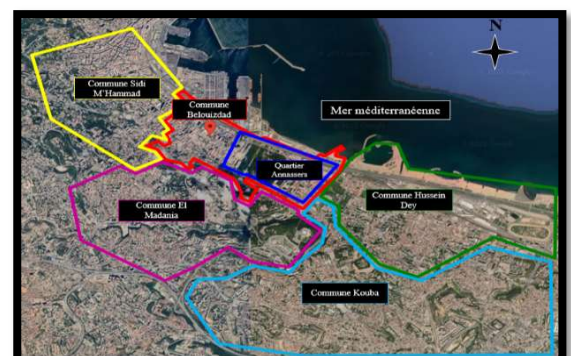 N
Commune Sidi
M'Hammad
Commune
Belouizdad
Mer méditerranéenne
Quartier
Annassers
Commune Hussein
Dey
Commune El
Madania
Commune Kouba